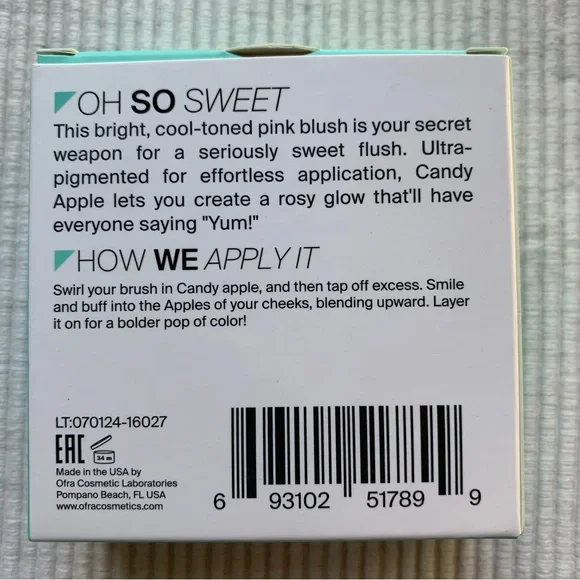 OH SO SWEET
This bright, cool-toned pink blush is your secret
weapon for a seriously sweet flush. Ultra-
pigmented for effortless application, Candy
Apple lets you create a rosy glow that'll have
everyone saying "Yum!"
HOW WE APPLY IT
Swirl your brush in Candy apple, and then tap off excess. Smile
and buff into the Apples of your cheeks, blending upward. Layer
it on for a bolder pop of color!
LT:070124-16027
EAC 34 m
Made in the USA by
Ofra Cosmetic Laboratories
Pompano Beach, FL USA
www.ofracosmetics.com
6 93102 51789 9